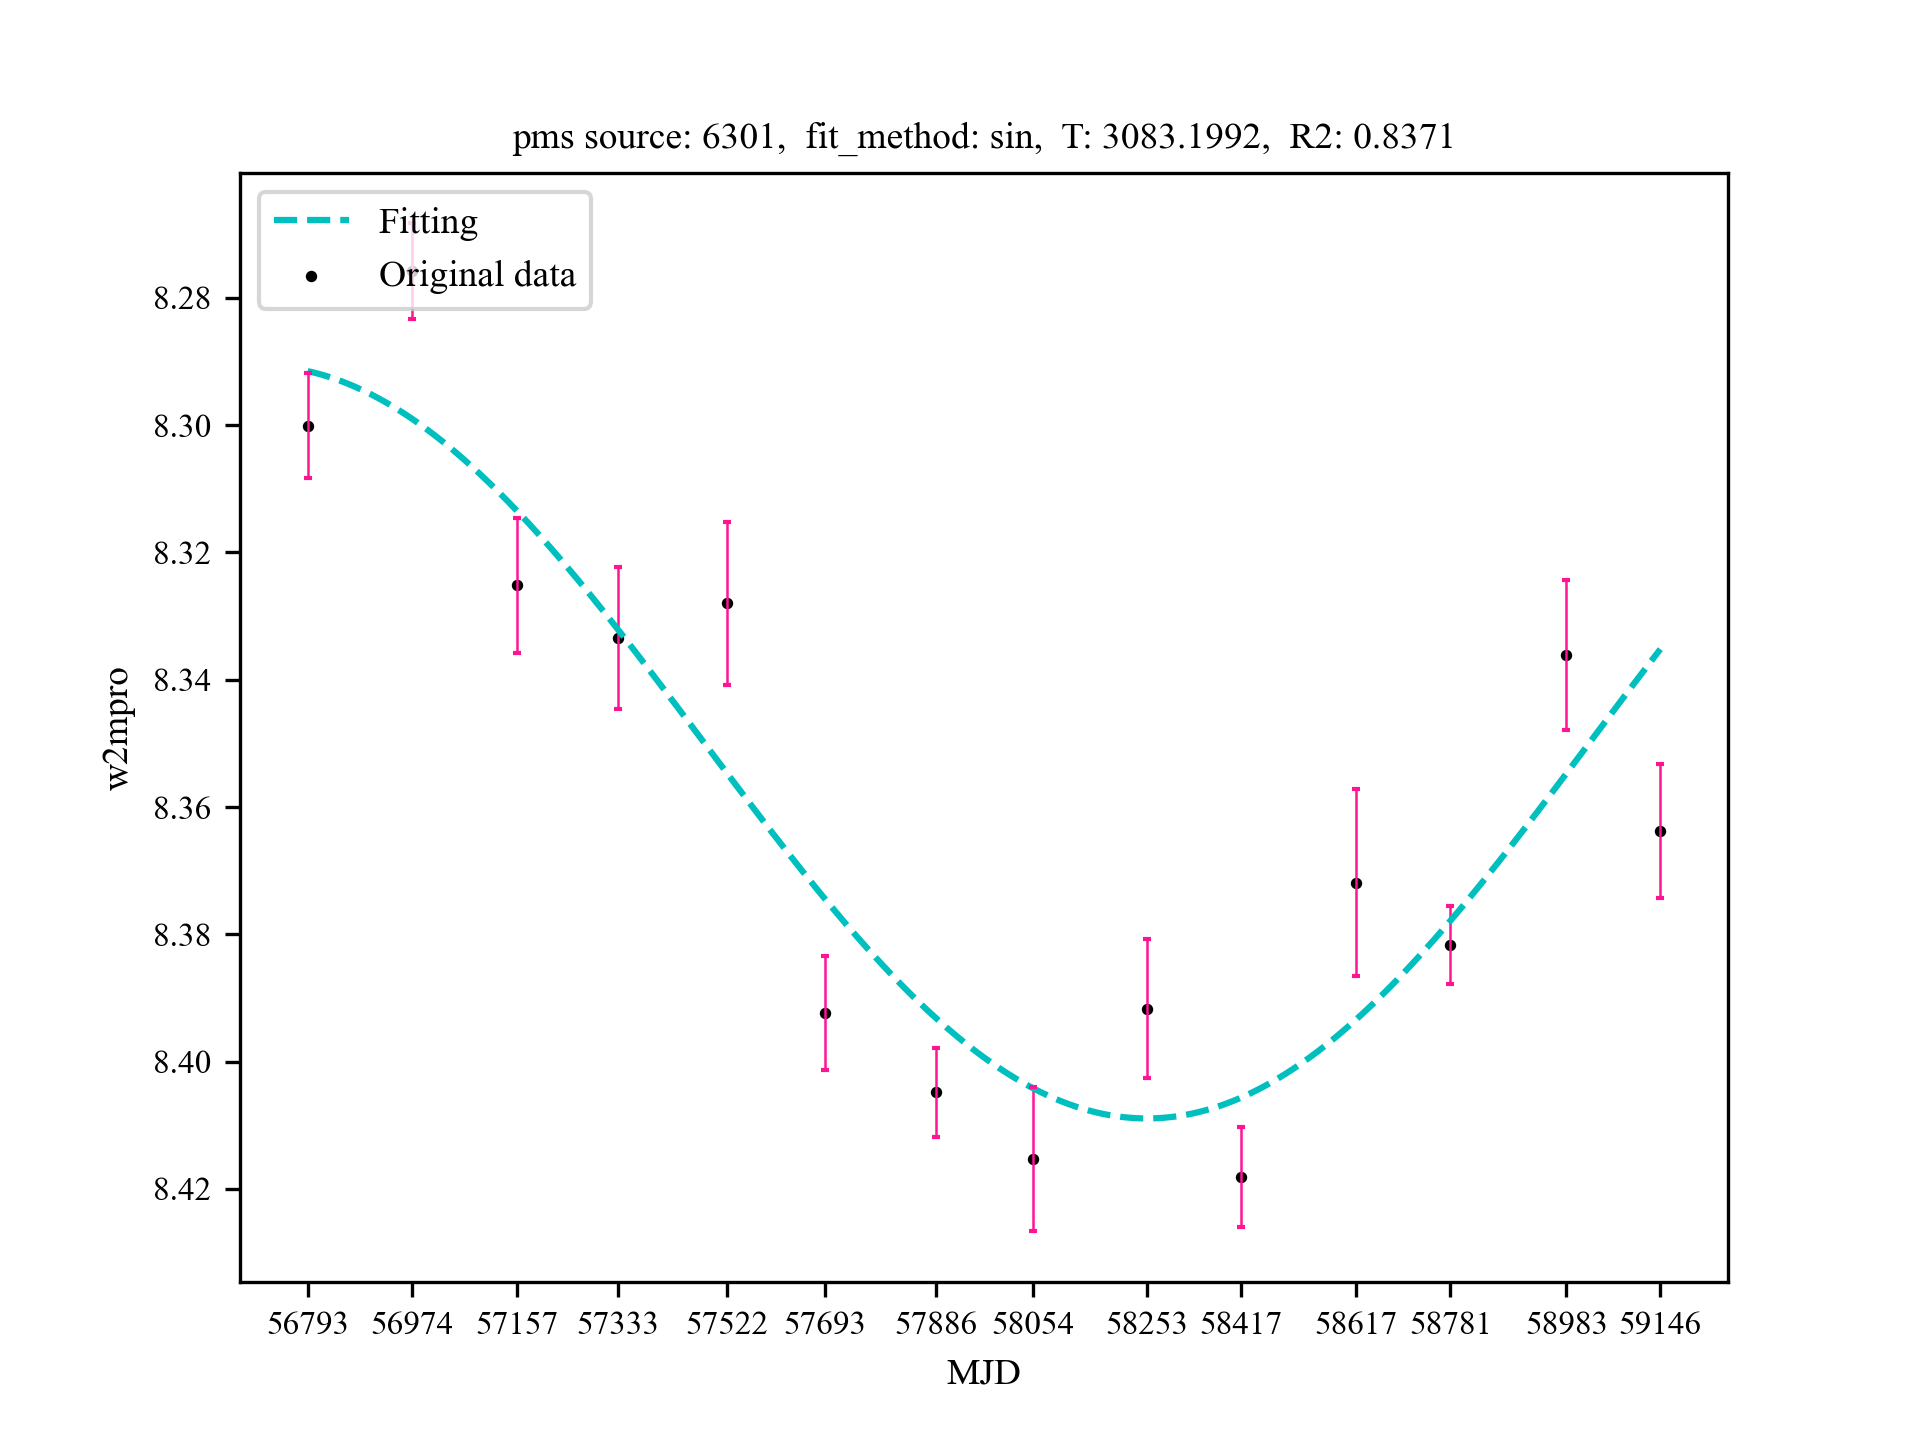 pms source: 6301, fit_method: sin, T: 3083.1992, R2: 0.8371
Fitting
Original data
8.28
8.30
8.32
8.34
8.36
8.38
8.40
8.42
w2mpro
56793 56974 57157 57333 57522 57693 57886 58054 58253 58417 58617 58781 58983 59146
MJD